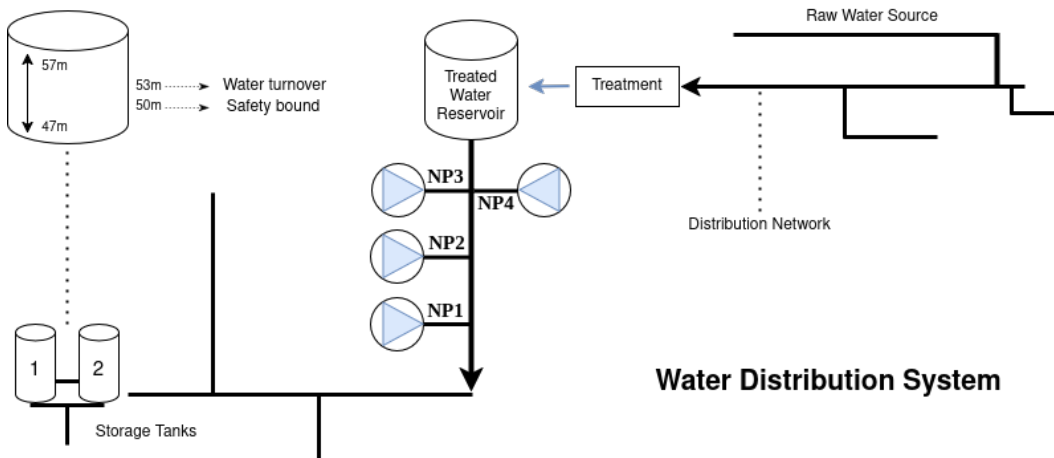 Raw Water Source
57m
47m
53m
Water turnover
50m
Safety bound
Treated
Water
Reservoir
Treatment
NP3
NP4
Distribution Network
NP2
NP1
1
2
Water Distribution System
Storage Tanks